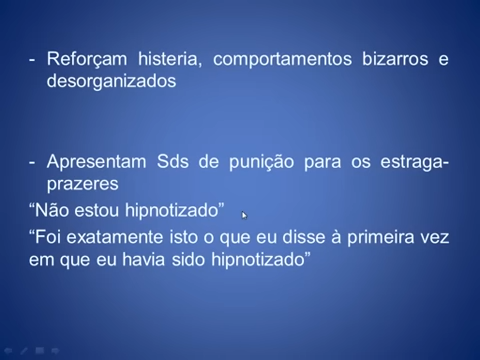 - Reforçam histeria, comportamentos bizarros e
desorganizados
- Apresentam Sds de punição para os estraga-
prazeres
“Não estou hipnotizado”
“Foi exatamente isto o que eu disse à primeira vez
em que eu havia sido hipnotizado”